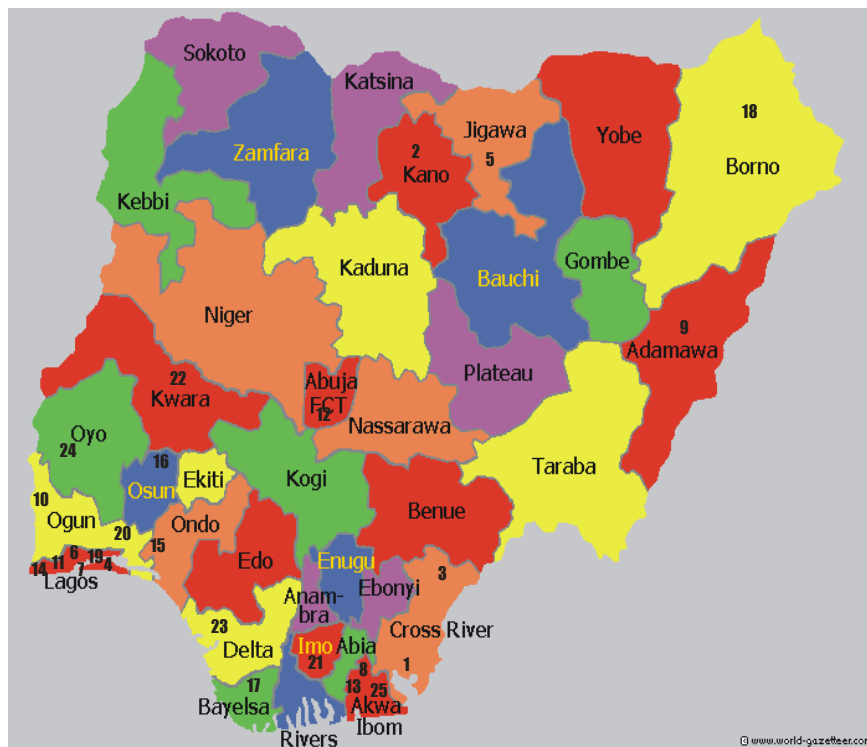 Sokoto
Katsina
18
Jigawa
Yobe
2
5
Zamfara
Kano
Borno
Kebbi
Gombe
Kaduna
Bauchi
Niger
9
Adamawa
22
Abuja
Plateau
Kwara
FCT
12
Nassarawa
Oyo
24
16
Ekiti
Kogi
Taraba
Osun
10
Benue
Ogun
Ondo
20
15
Edo
Enugu
3
6
19
14
11
7
4
Lagos
Ebonyi
Anam-
bra
23
Cross River
Delta
Imo
Abia
21
8
1
17
13
25
Bayelsa
Akwa
Ibom
Rivers
© www.world-gazetteer.com